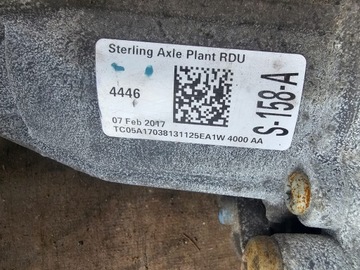 Sterling Axle Plant RDU
4446
07 Feb 2017
TC05A17038131125EA1W 4000 AA
S-158-A